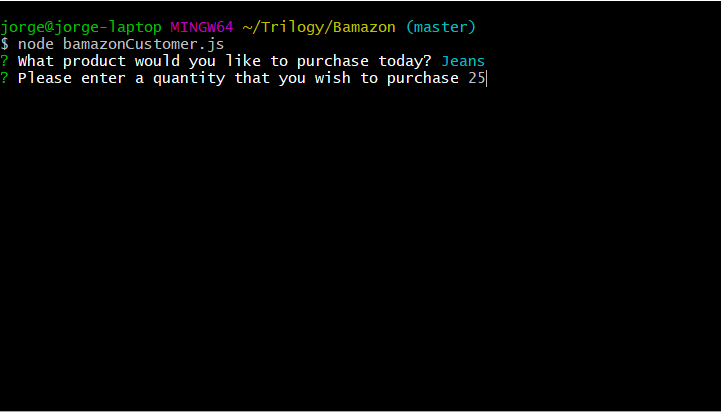 jorge@jorge-laptop MINGW64 ~/Trilogy/Bamazon (master)
$ node bamazonCustomer.js
? What product would you like to purchase today? Jeans
? Please enter a quantity that you wish to purchase 25